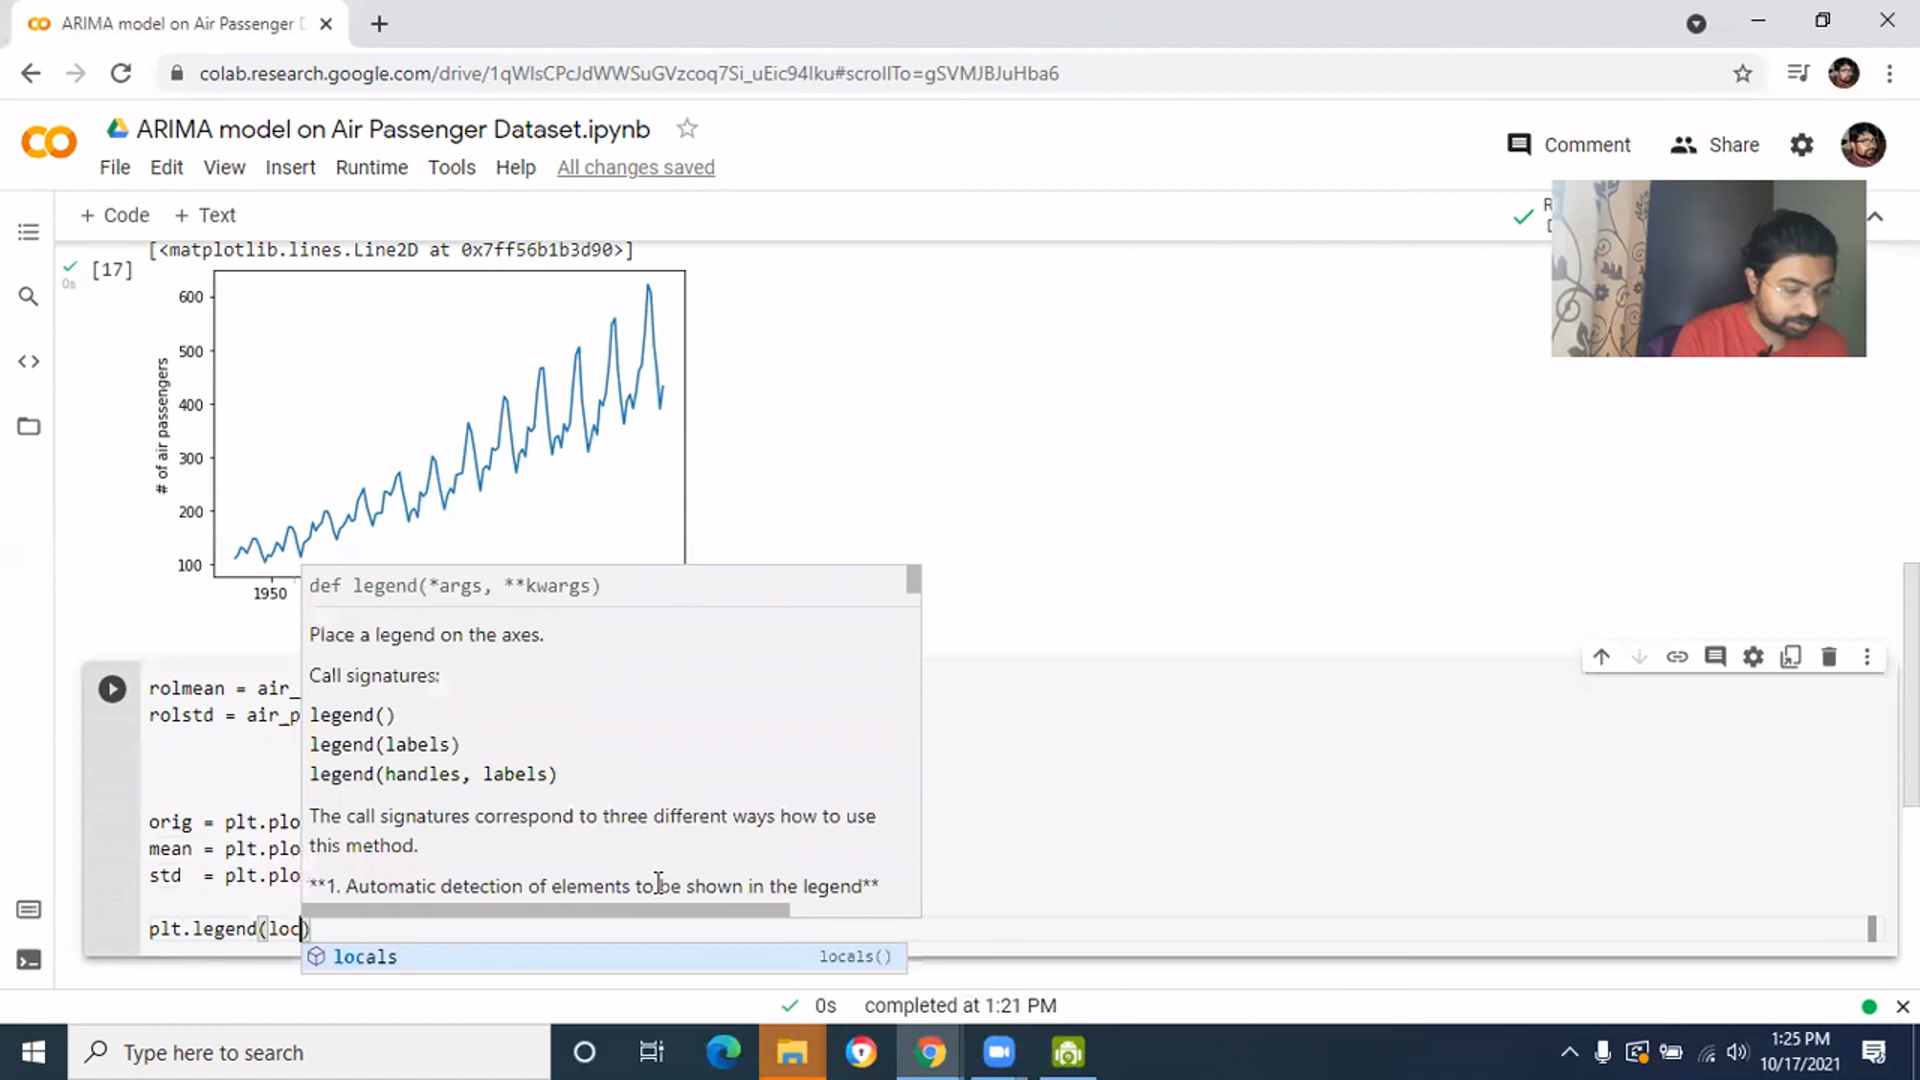 ARIMA model on Air Passenger D
colab.research.google.com/drive/1qWlsCPcJdWWSuGVzcoq7Si_uEic94lku#scrollTo=gSVMJBJuHba6
ARIMA model on Air Passenger Dataset.ipynb
File Edit View Insert Runtime Tools Help All changes saved
Comment Share
+ Code + Text
R
D
[<matplotlib.lines.Line2D at 0x7ff56b1b3d90>]
[17]
0s
600
500
400
300
200
100
# of air passengers
1950
def legend(*args, **kwargs)
Place a legend on the axes.
Call signatures:
legend()
legend(labels)
legend(handles, labels)
The call signatures correspond to three different ways how to use
this method.
**1. Automatic detection of elements to be shown in the legend**
rolmean = air_
rolstd = air_p
orig = plt.plo
mean = plt.plo
std = plt.plo
plt.legend(loc)
locals locals()
0s completed at 1:21 PM
Type here to search
1:25 PM
10/17/2021